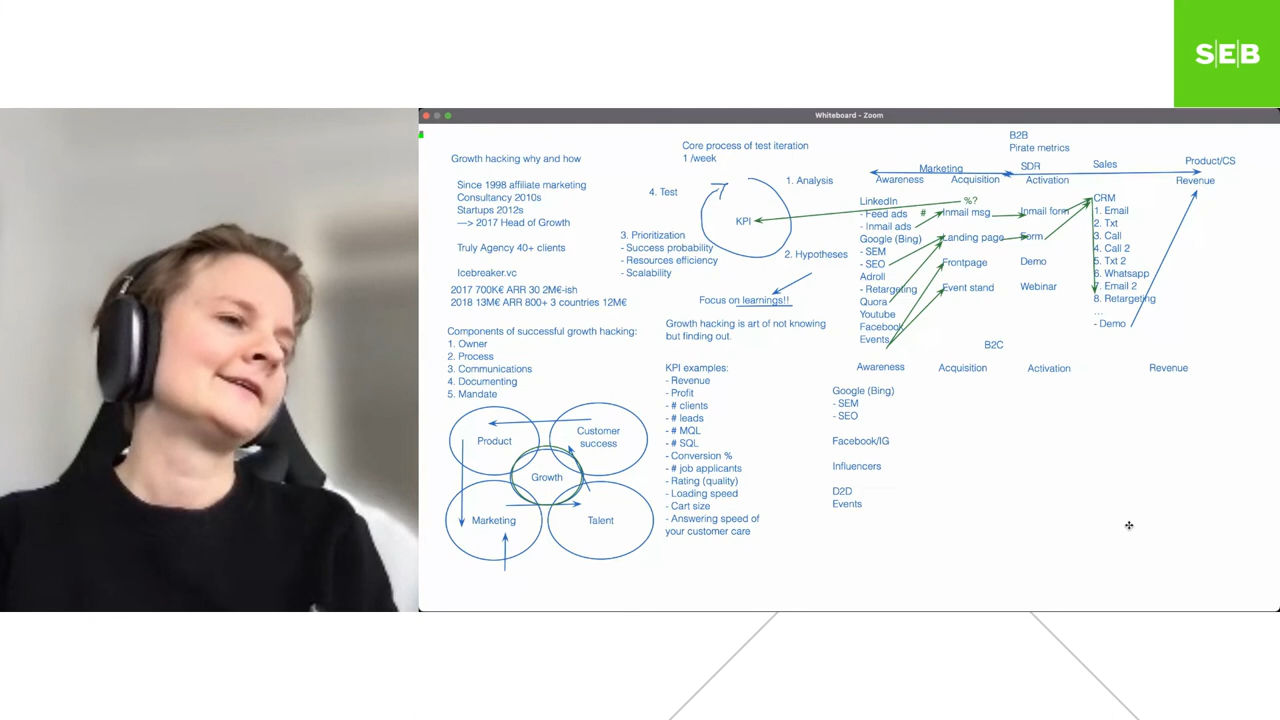 S|E|B
Whiteboard - Zoom
Growth hacking why and how
Since 1998 affiliate marketing
Consultancy 2010s
Startups 2012s
—> 2017 Head of Growth
Truly Agency 40+ clients
Icebreaker.vc
2017 700K€ ARR 30 2M€-ish
2018 13M€ ARR 800+ 3 countries 12M€
Components of successful growth hacking:
1. Owner
2. Process
3. Communications
4. Documenting
5. Mandate
Product
Customer
success
Growth
Marketing
Talent
Core process of test iteration
1 /week
1. Analysis
4. Test
KPI
3. Prioritization
- Success probability
- Resources efficiency
- Scalability
2. Hypotheses
Focus on learnings!!
Growth hacking is art of not knowing
but finding out.
KPI examples:
- Revenue
- Profit
- # clients
- # leads
- # MQL
- # SQL
- Conversion %
- # job applicants
- Rating (quality)
- Loading speed
- Cart size
- Answering speed of
your customer care
B2B
Pirate metrics
Marketing
SDR
Sales
Product/CS
Awareness
Acquisition
Activation
Revenue
LinkedIn
- Feed ads
- Inmail ads
Google (Bing)
- SEM
- SEO
Adroll
- Retargeting
Quora
Youtube
Facebook
Events
#
%?
Inmail msg
Landing page
Frontpage
Event stand
Inmail form
Form
Demo
Webinar
CRM
1. Email
2. Txt
3. Call
4. Call 2
5. Txt 2
6. Whatsapp
7. Email 2
8. Retargeting
...
- Demo
B2C
Awareness
Acquisition
Activation
Revenue
Google (Bing)
- SEM
- SEO
Facebook/IG
Influencers
D2D
Events